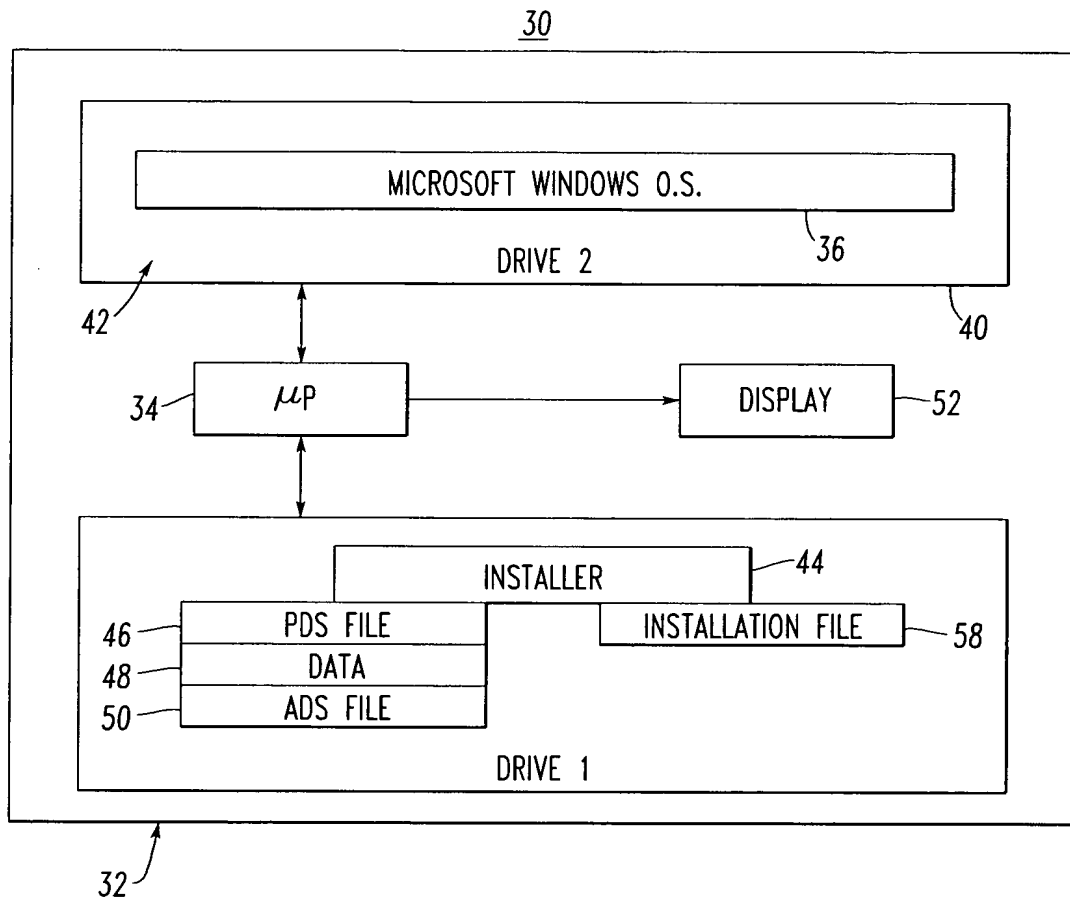 30
MICROSOFT WINDOWS O.S.
36
DRIVE 2
42
40
34
μP
DISPLAY
52
INSTALLER
44
46
PDS FILE
INSTALLATION FILE
58
48
DATA
50
ADS FILE
DRIVE 1
32